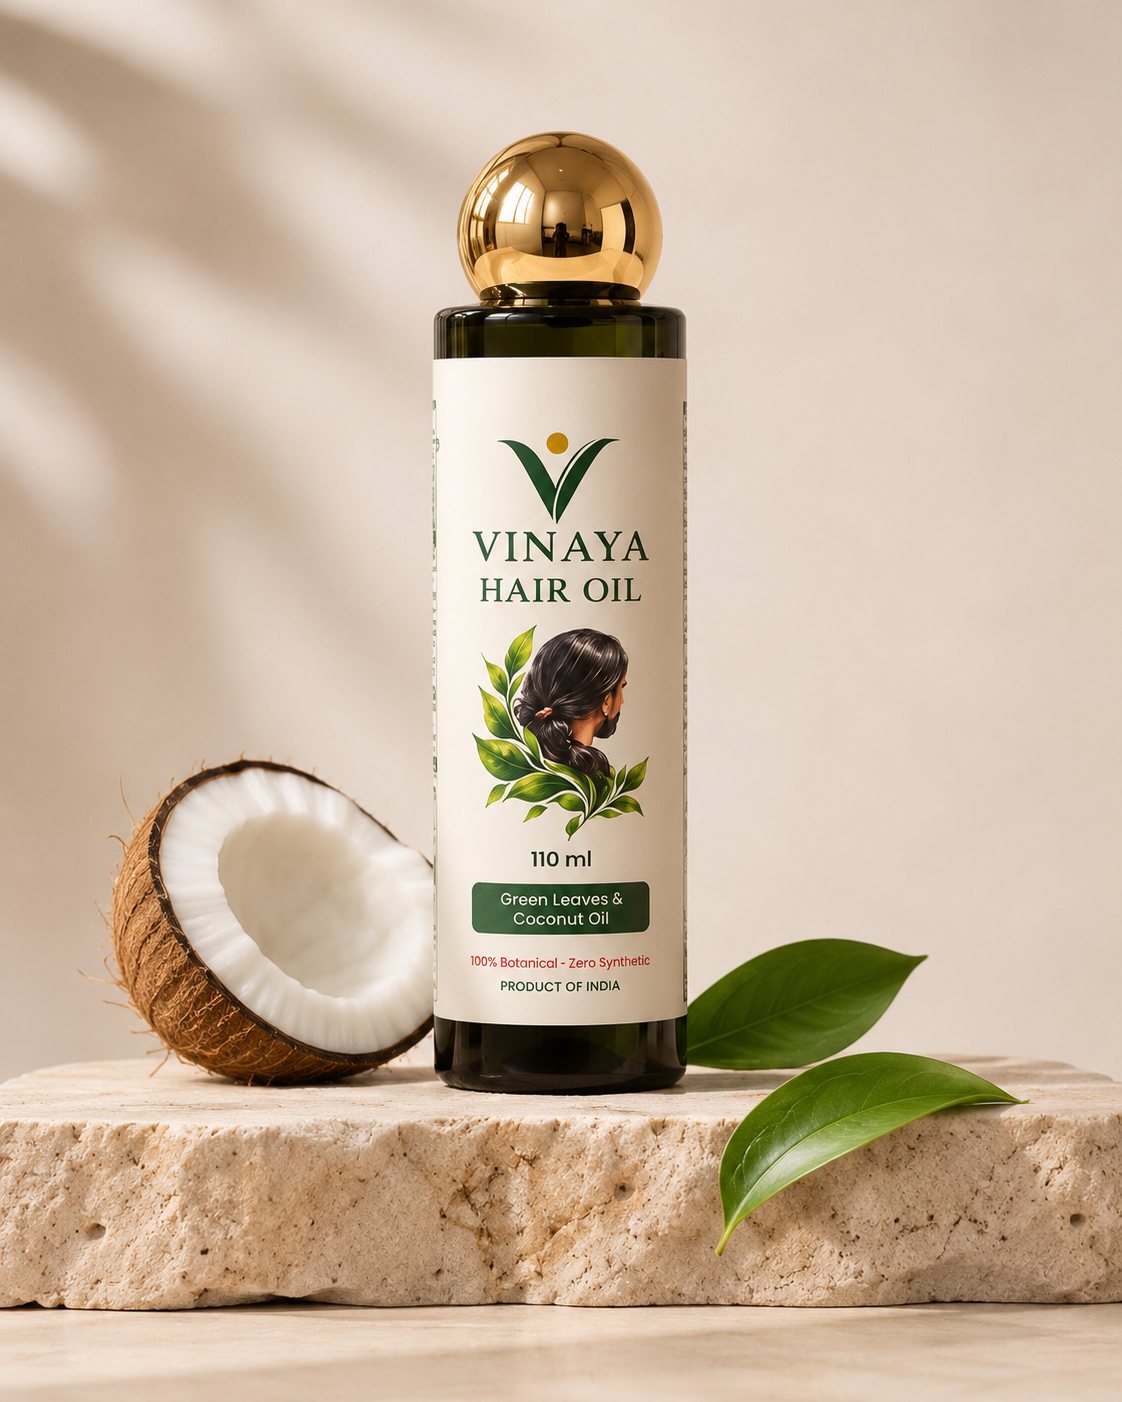 VINAYA
HAIR OIL
110 ml
Green Leaves &
Coconut Oil
100% Botanical - Zero Synthetic
PRODUCT OF INDIA